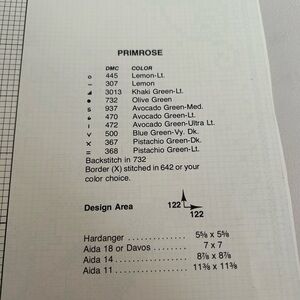 PRIMROSE
DMC COLOR
o 445 Lemon-Lt.
– 307 Lemon
◢ 3013 Khaki Green-Lt.
● 732 Olive Green
s 937 Avocado Green-Med.
6 470 Avocado Green-Lt.
ı 472 Avocado Green-Ultra Lt.
v 500 Blue Green-Vy. Dk.
x 367 Pistachio Green-Dk.
= 368 Pistachio Green-Lt.
Backstitch in 732
Border (X) stitched in 642 or your
color choice.
Design Area 122
122
Hardanger .............. 5⅝ x 5⅝
Aida 18 or Davos ......... 7 x 7
Aida 14 ................. 8⅞ x 8⅞
Aida 11 ................. 11⅜ x 11⅜